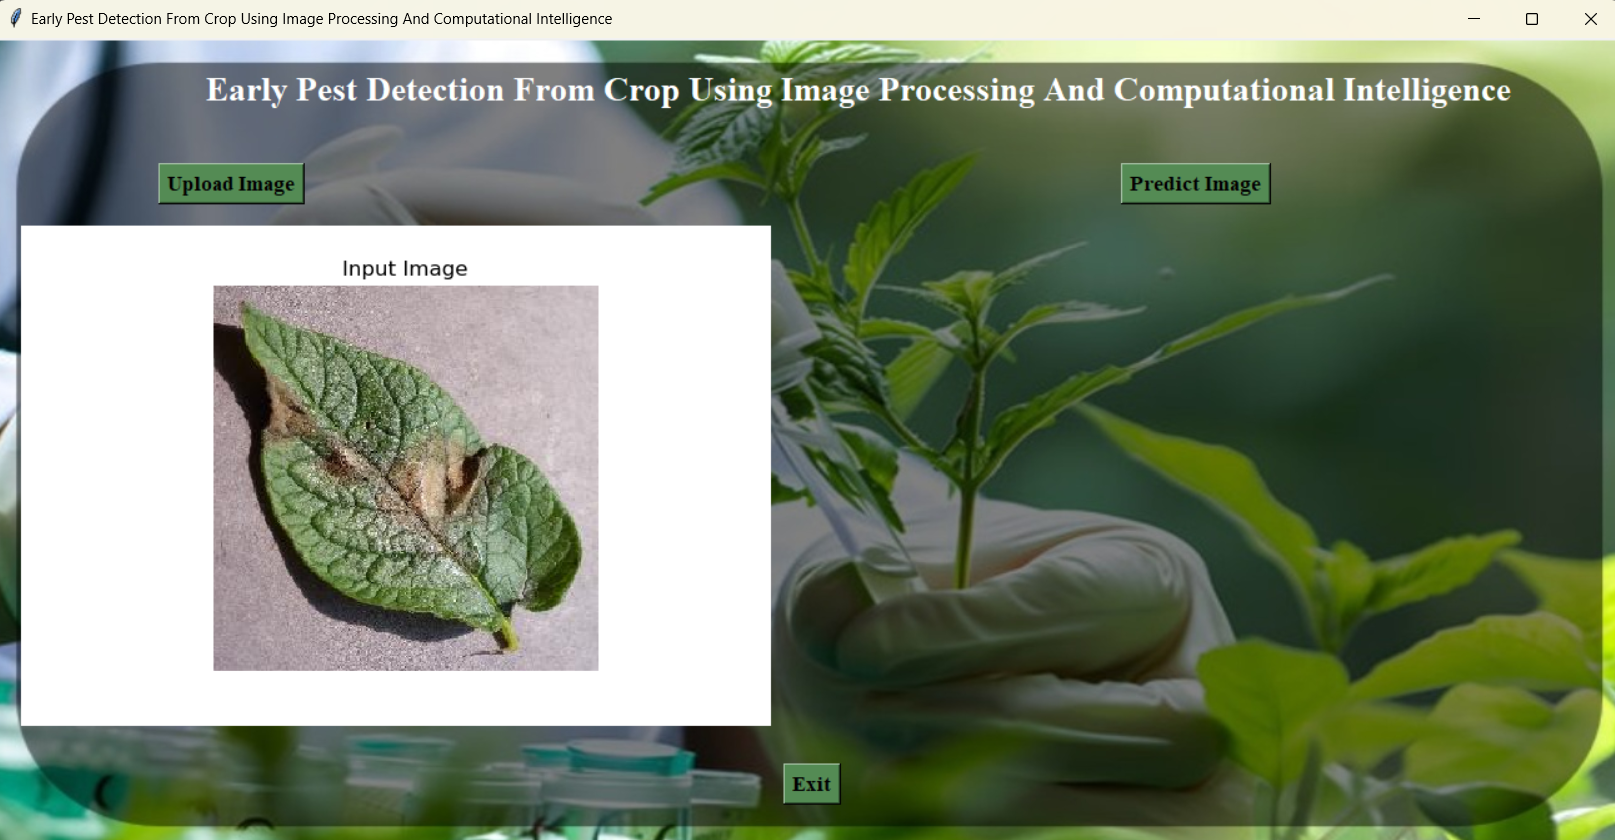 Early Pest Detection From Crop Using Image Processing And Computational Intelligence
Early Pest Detection From Crop Using Image Processing And Computational Intelligence
Upload Image
Predict Image
Input Image
Exit